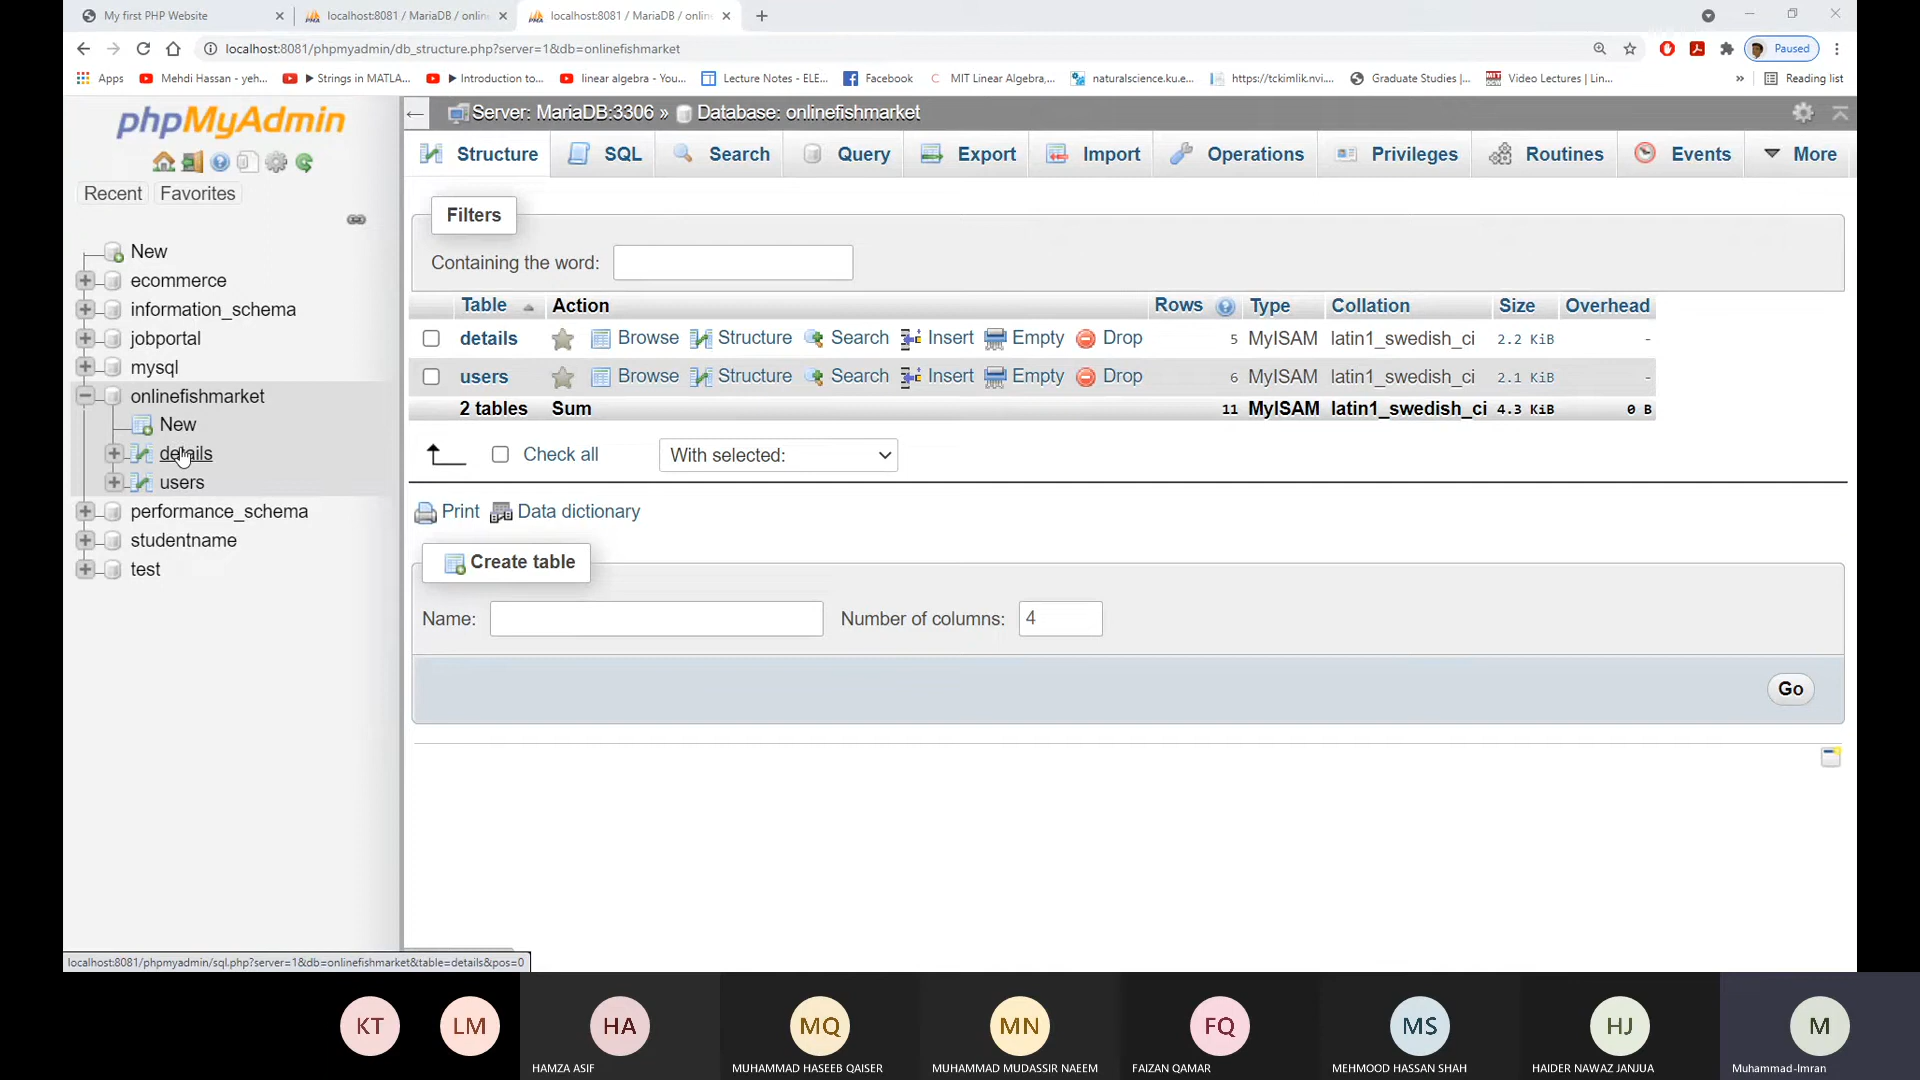 My first PHP Website
localhost:8081 / MariaDB / onlin
localhost:8081 / MariaDB / onlin
localhost:8081/phpmyadmin/db_structure.php?server=1&db=onlinefishmarket
Paused
Apps
Mehdi Hassan - yeh...
Strings in MATLA...
Introduction to...
linear algebra - You...
Lecture Notes - ELE...
Facebook
MIT Linear Algebra,...
naturalscience.ku.e...
https://tckimlik.nvi....
Graduate Studies |...
Video Lectures | Lin...
»
Reading list
phpMyAdmin
Recent
Favorites
New
ecommerce
information_schema
jobportal
mysql
onlinefishmarket
New
details
users
performance_schema
studentname
test
Server: MariaDB:3306 » Database: onlinefishmarket
Structure
SQL
Search
Query
Export
Import
Operations
Privileges
Routines
Events
More
Filters
Containing the word:
Table Action Rows Type Collation Size Overhead
details Browse Structure Search Insert Empty Drop 5 MyISAM latin1_swedish_ci 2.2 KiB -
users Browse Structure Search Insert Empty Drop 6 MyISAM latin1_swedish_ci 2.1 KiB -
2 tables Sum 11 MyISAM latin1_swedish_ci 4.3 KiB 0 B
Check all
With selected:
Print Data dictionary
Create table
Name:
Number of columns: 4
Go
localhost:8081/phpmyadmin/sql.php?server=1&db=onlinefishmarket&table=details&pos=0
KT
LM
HA
MQ
MN
FQ
MS
HJ
M
HAMZA ASIF
MUHAMMAD HASEEB QAISER
MUHAMMAD MUDASSIR NAEEM
FAIZAN QAMAR
MEHMOOD HASSAN SHAH
HAIDER NAWAZ JANJUA
Muhammad-Imran